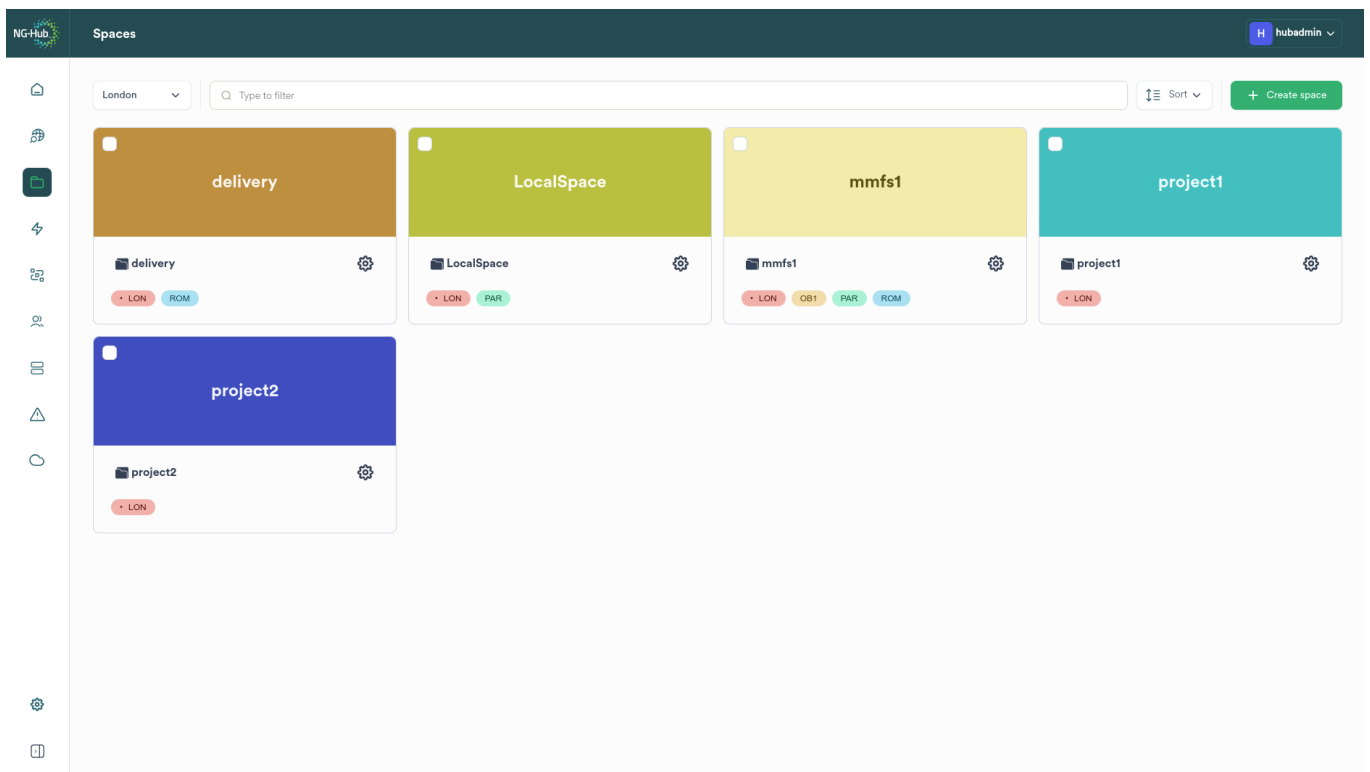 NG-Hub
Spaces
H hubadmin
London
Type to filter
Sort
+ Create space
delivery
LocalSpace
mmfs1
project1
delivery
LocalSpace
mmfs1
project1
• LON ROM
• LON PAR
• LON OB1 PAR ROM
• LON
project2
project2
• LON